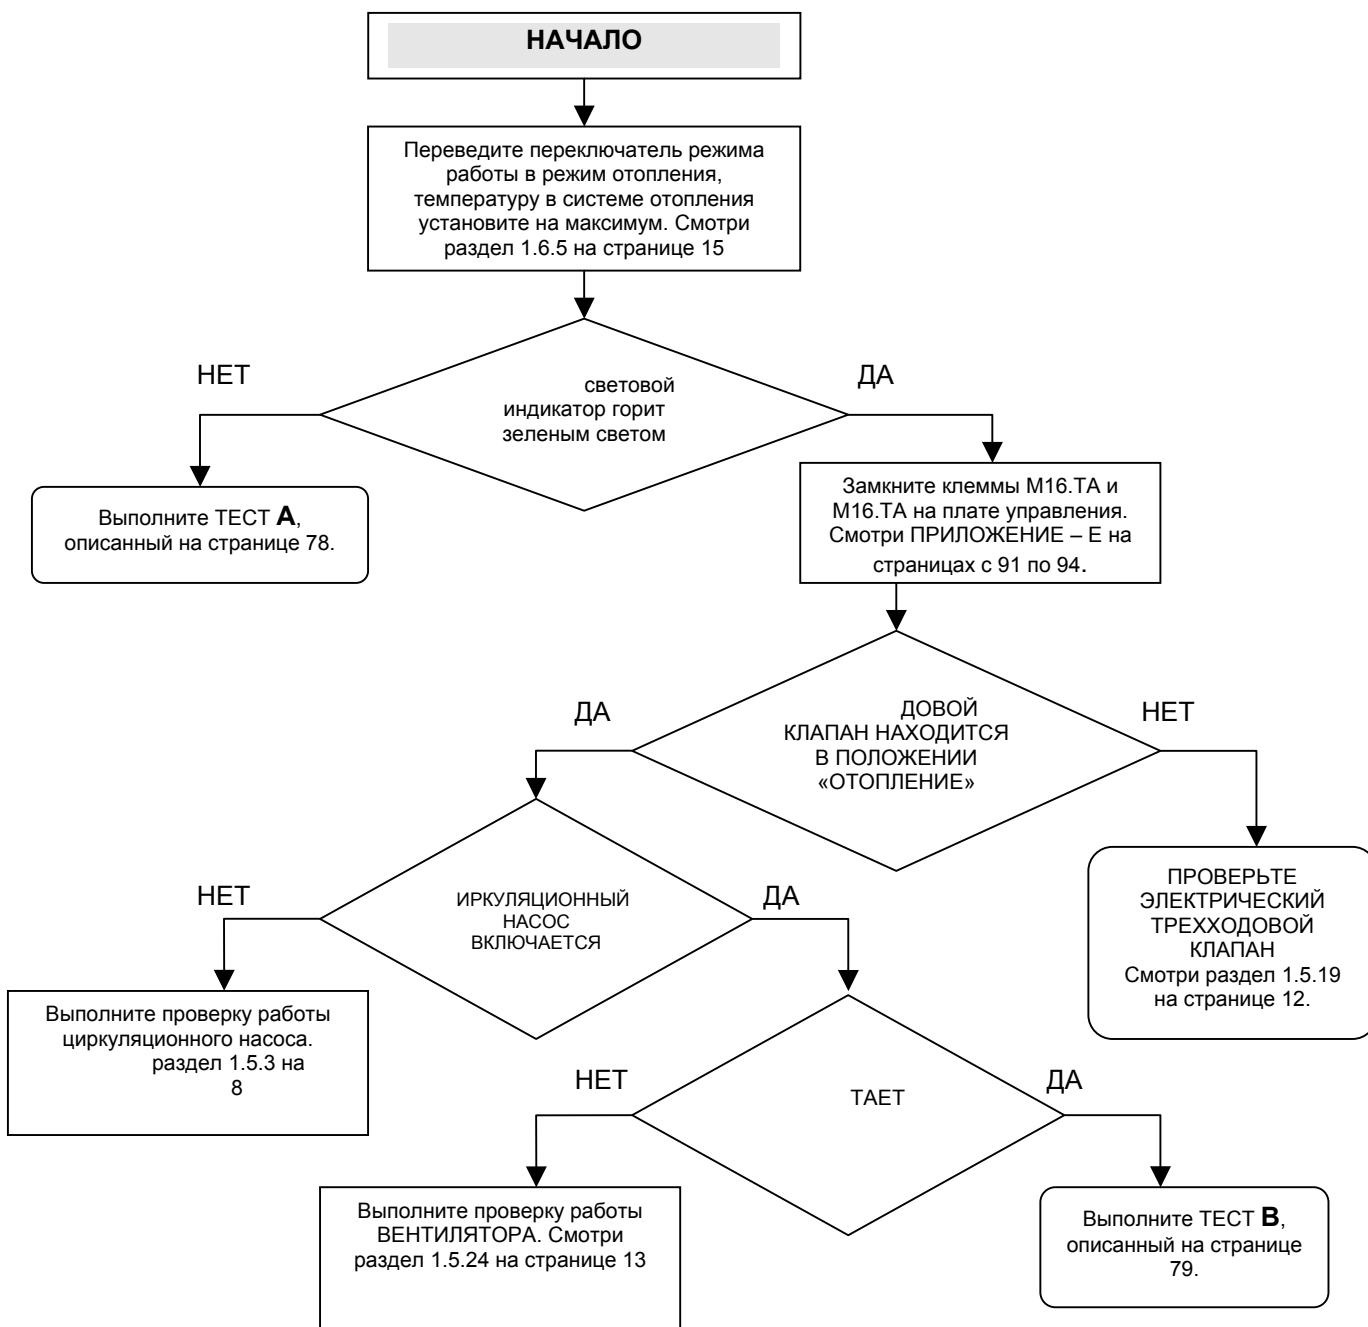 НАЧАЛО
Переведите переключатель режима
работы в режим отопления,
температуру в системе отопления
установите на максимум. Смотри
раздел 1.6.5 на странице 15
НЕТ
ДА
световой
индикатор горит
зеленым светом
Выполните ТЕСТ А,
описанный на странице 78.
Замкните клеммы М16.ТА и
М16.ТА на плате управления.
Смотри ПРИЛОЖЕНИЕ – Е на
страницах с 91 по 94.
ДА
НЕТ
ДОВОЙ
КЛАПАН НАХОДИТСЯ
В ПОЛОЖЕНИИ
«ОТОПЛЕНИЕ»
НЕТ
ДА
ИРКУЛЯЦИОННЫЙ
НАСОС
ВКЛЮЧАЕТСЯ
ПРОВЕРЬТЕ
ЭЛЕКТРИЧЕСКИЙ
ТРЕХХОДОВОЙ
КЛАПАН
Смотри раздел 1.5.19
на странице 12.
Выполните проверку работы
циркуляционного насоса.
раздел 1.5.3 на
8
НЕТ
ДА
ТАЕТ
Выполните проверку работы
ВЕНТИЛЯТОРА. Смотри
раздел 1.5.24 на странице 13
Выполните ТЕСТ В,
описанный на странице
79.